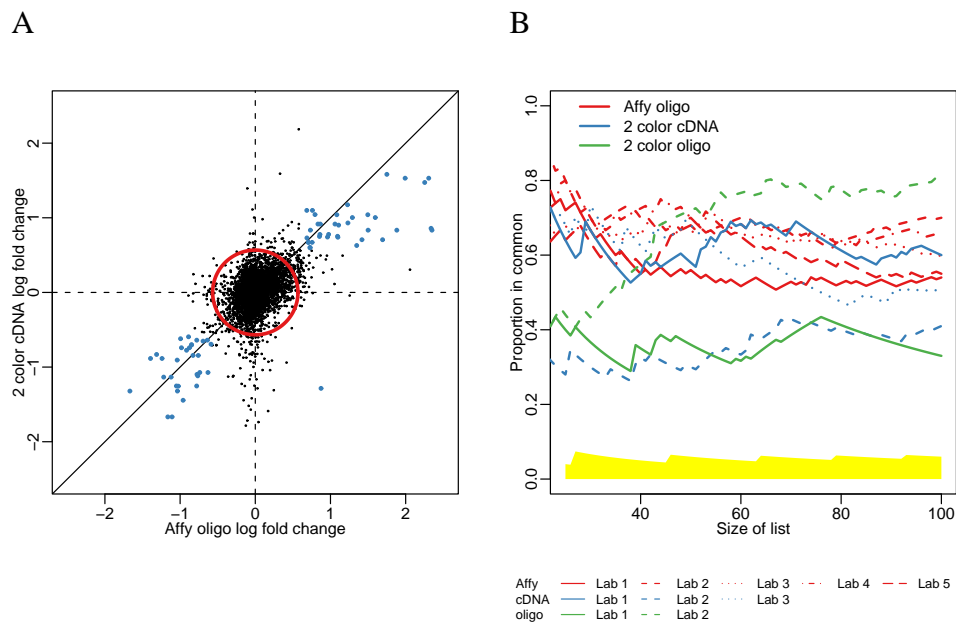 A
B
2 color cDNA log fold change
2
1
0
−1
−2
−2
−1
0
1
2
Affy oligo log fold change
Proportion in common
1.0
0.8
0.6
0.4
0.2
0.0
Affy oligo
2 color cDNA
2 color oligo
40
60
80
100
Size of list
Affy Lab 1 Lab 2 Lab 3 Lab 4 Lab 5
cDNA Lab 1 Lab 2 Lab 3
oligo Lab 1 Lab 2